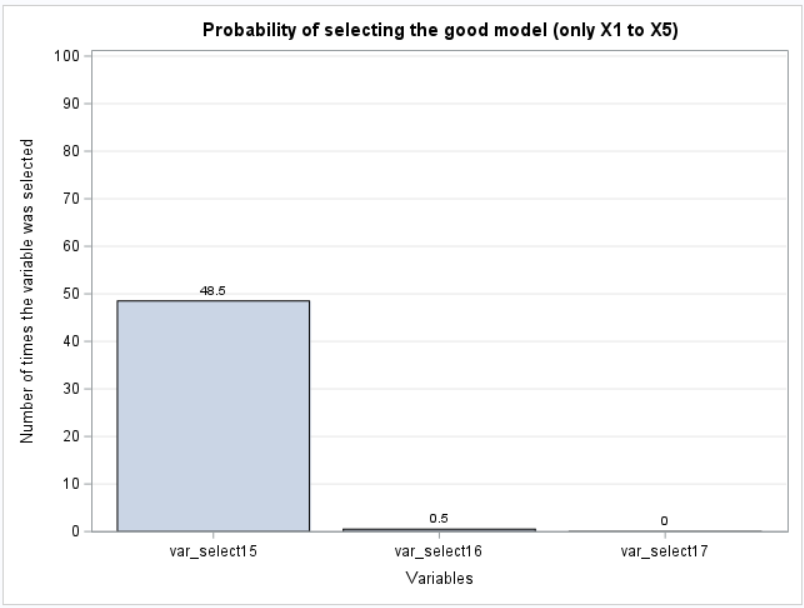 Probability of selecting the good model (only X1 to X5)
Number of times the variable was selected
100
90
80
70
60
50
40
30
20
10
0
48.5
0.5
0
var_select15
var_select16
var_select17
Variables